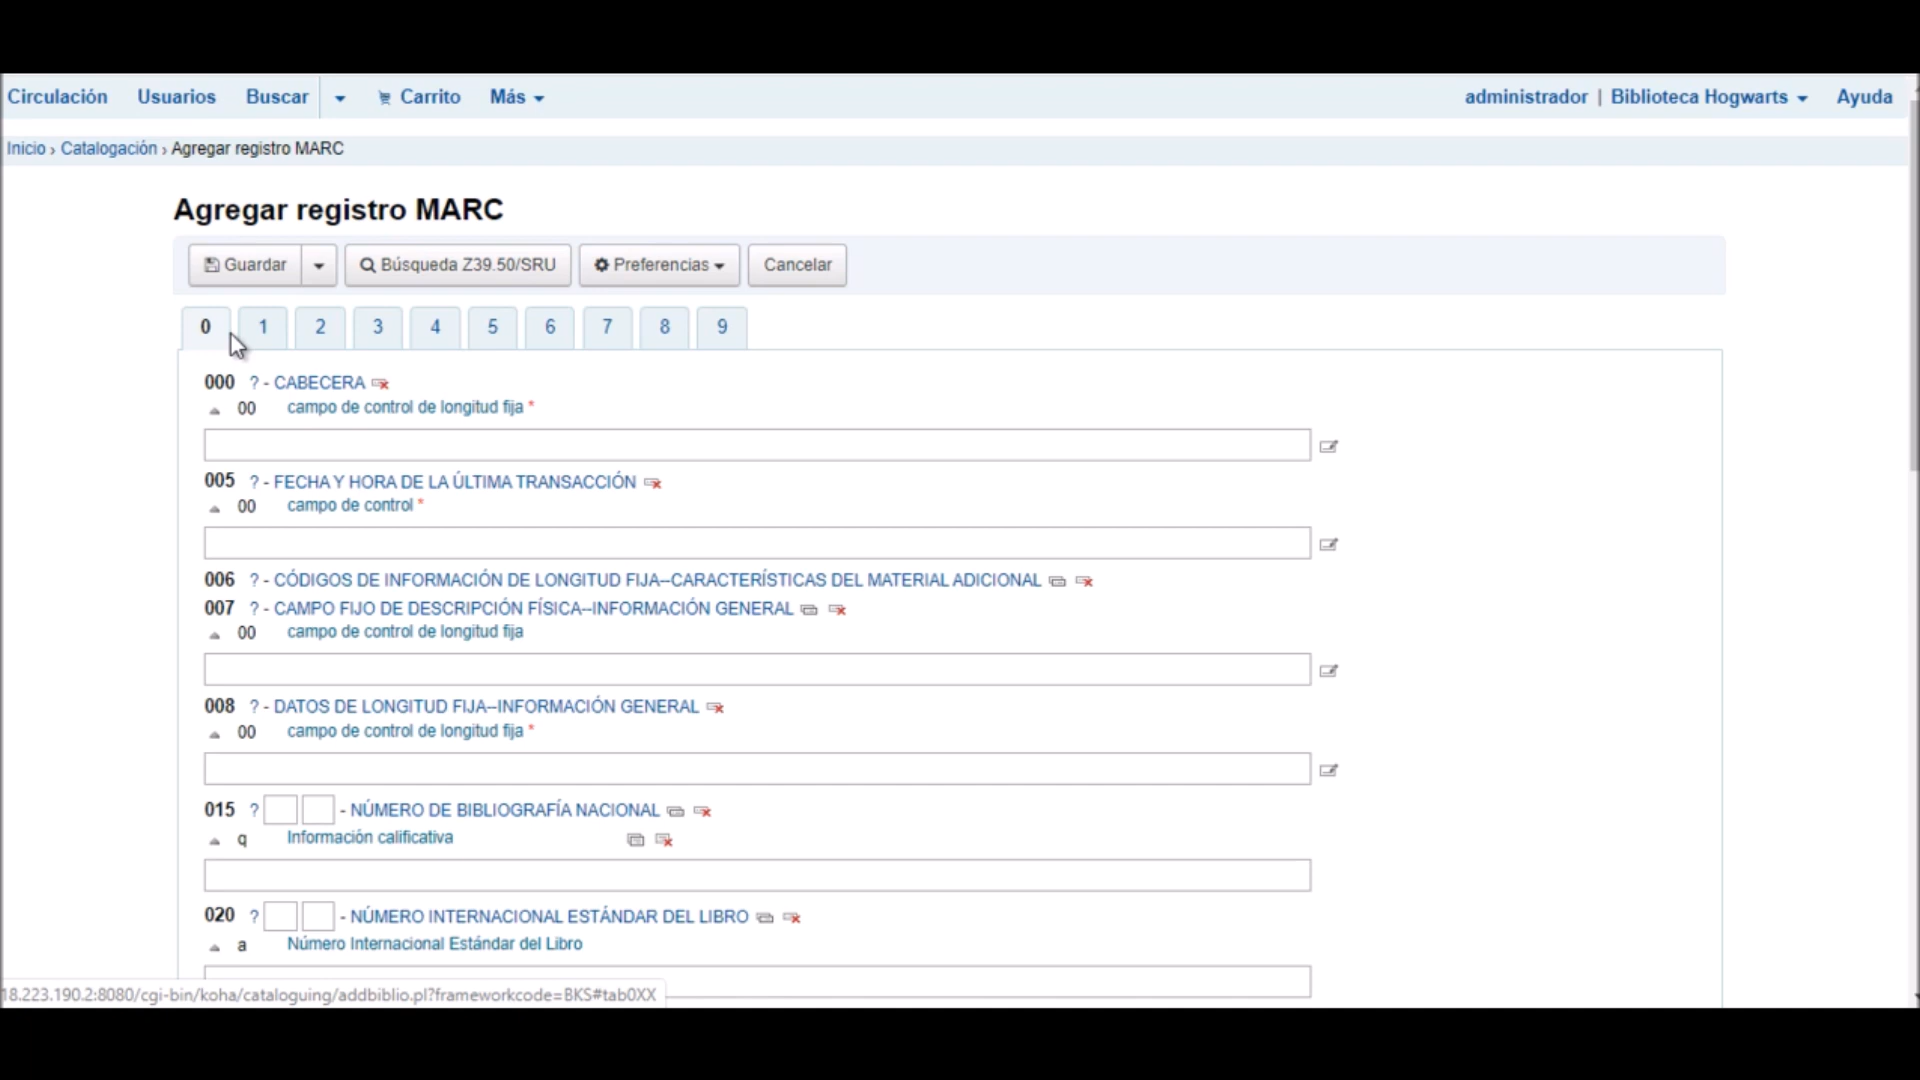 Circulación Usuarios Buscar Carrito Más administrador | Biblioteca Hogwarts Ayuda
Inicio › Catalogación › Agregar registro MARC
Agregar registro MARC
Guardar Búsqueda Z39.50/SRU Preferencias Cancelar
0 1 2 3 4 5 6 7 8 9
000 ? - CABECERA
00 campo de control de longitud fija *
005 ? - FECHA Y HORA DE LA ÚLTIMA TRANSACCIÓN
00 campo de control *
006 ? - CÓDIGOS DE INFORMACIÓN DE LONGITUD FIJA--CARACTERÍSTICAS DEL MATERIAL ADICIONAL
007 ? - CAMPO FIJO DE DESCRIPCIÓN FÍSICA--INFORMACIÓN GENERAL
00 campo de control de longitud fija
008 ? - DATOS DE LONGITUD FIJA--INFORMACIÓN GENERAL
00 campo de control de longitud fija *
015 ? - NÚMERO DE BIBLIOGRAFÍA NACIONAL
q Información calificativa
020 ? - NÚMERO INTERNACIONAL ESTÁNDAR DEL LIBRO
a Número Internacional Estándar del Libro
18.223.190.2:8080/cgi-bin/koha/cataloguing/addbiblio.pl?frameworkcode=BKS#tab0XX